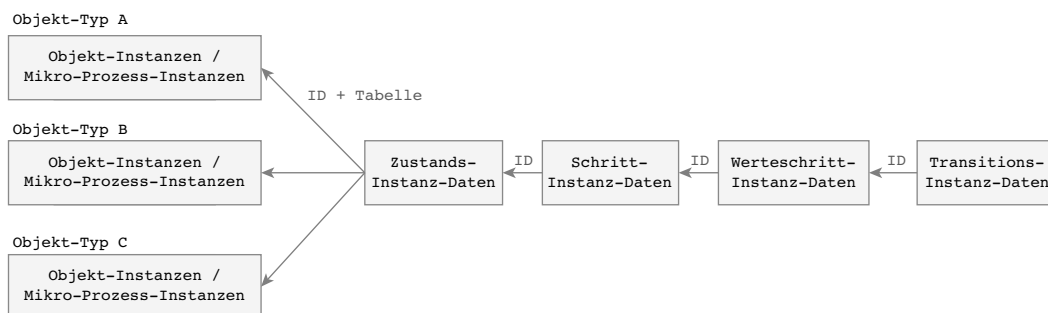 Objekt-Typ A
Objekt-Instanzen /
Mikro-Prozess-Instanzen
ID + Tabelle
Objekt-Typ B
Objekt-Instanzen /
Mikro-Prozess-Instanzen
Zustands-
Instanz-Daten
ID
Schritt-
Instanz-Daten
ID
Werteschritt-
Instanz-Daten
ID
Transitions-
Instanz-Daten
Objekt-Typ C
Objekt-Instanzen /
Mikro-Prozess-Instanzen